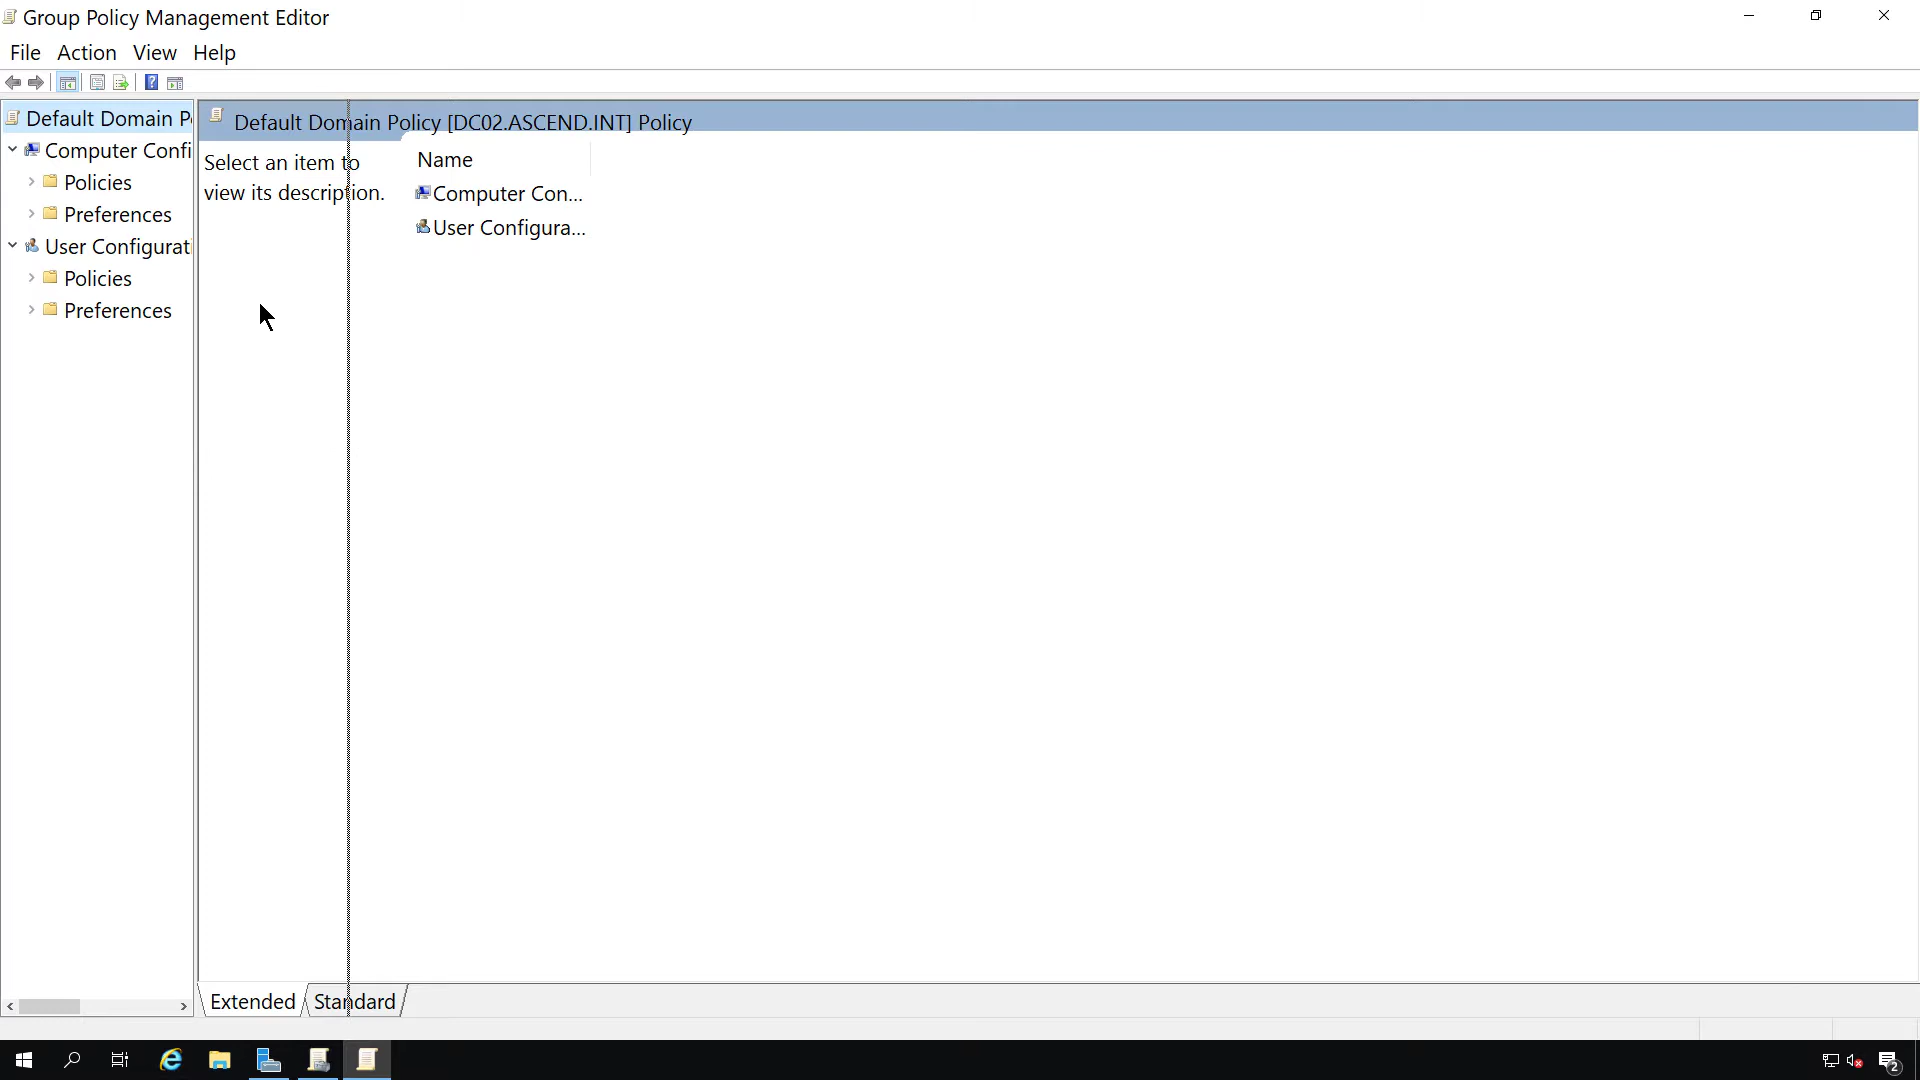 Group Policy Management Editor
File Action View Help
Default Domain P
Computer Confi
Policies
Preferences
User Configurati
Policies
Preferences
Default Domain Policy [DC02.ASCEND.INT] Policy
Select an item to
view its description.
Name
Computer Con...
User Configura...
Extended Standard
2